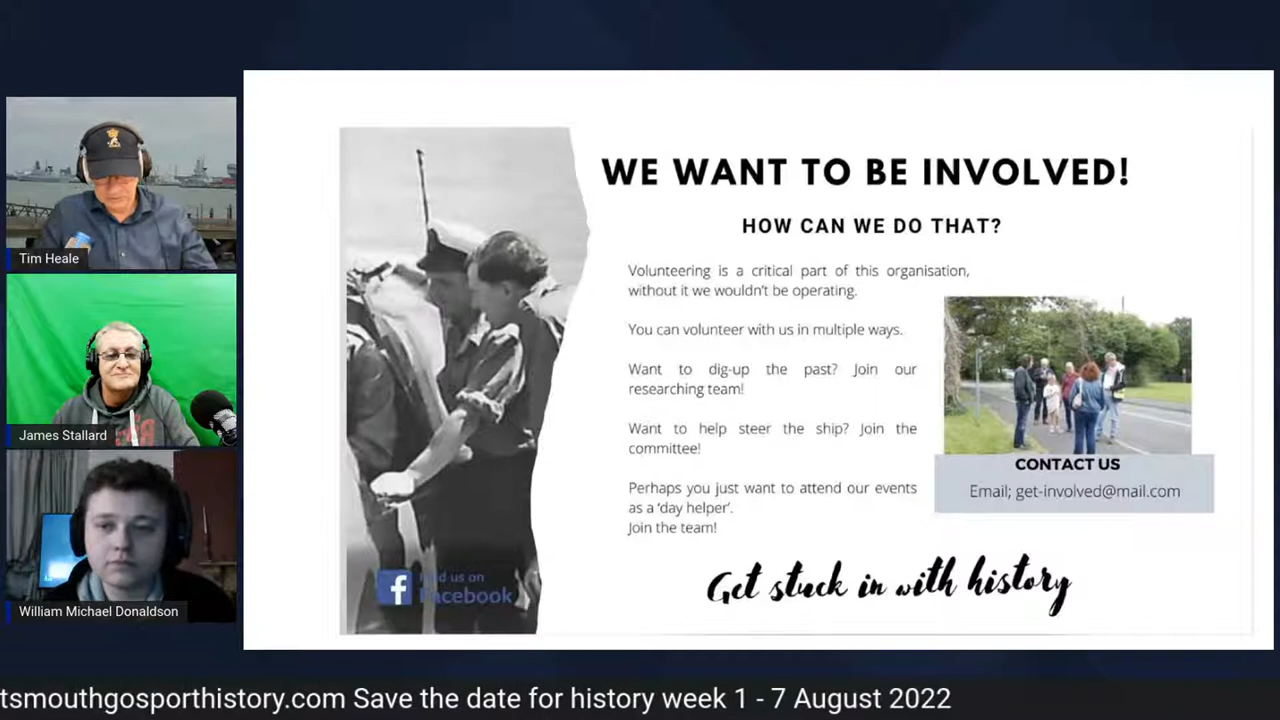 Tim Heale
James Stallard
William Michael Donaldson
WE WANT TO BE INVOLVED!
HOW CAN WE DO THAT?
Volunteering is a critical part of this organisation,
without it we wouldn't be operating.
You can volunteer with us in multiple ways.
Want to dig-up the past? Join our
researching team!
Want to help steer the ship? Join the
committee!
Perhaps you just want to attend our events
as a 'day helper'.
Join the team!
CONTACT US
Email; get-involved@mail.com
f
Find us on
Facebook
Get stuck in with history
tsmouthgosporthistory.com Save the date for history week 1 - 7 August 2022